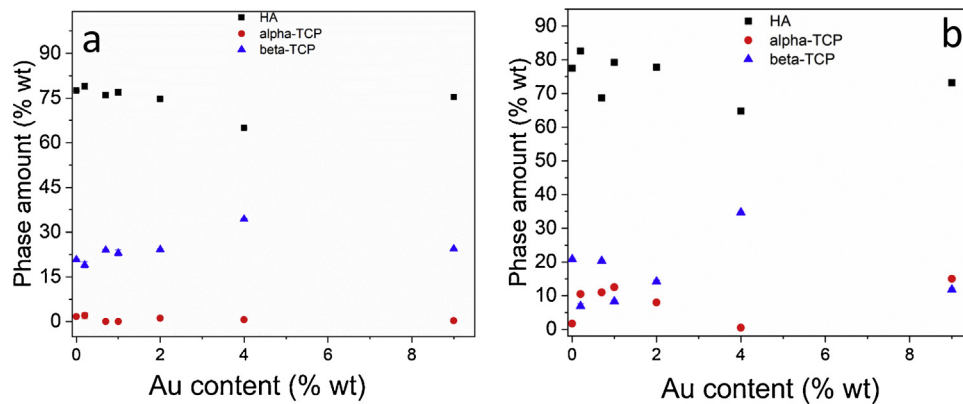 a
HA
alpha-TCP
beta-TCP
90
75
60
45
30
15
0
Phase amount (% wt)
0
2
4
6
8
Au content (% wt)
b
HA
alpha-TCP
beta-TCP
90
80
70
60
50
40
30
20
10
0
Phase amount (% wt)
0
2
4
6
8
Au content (% wt)